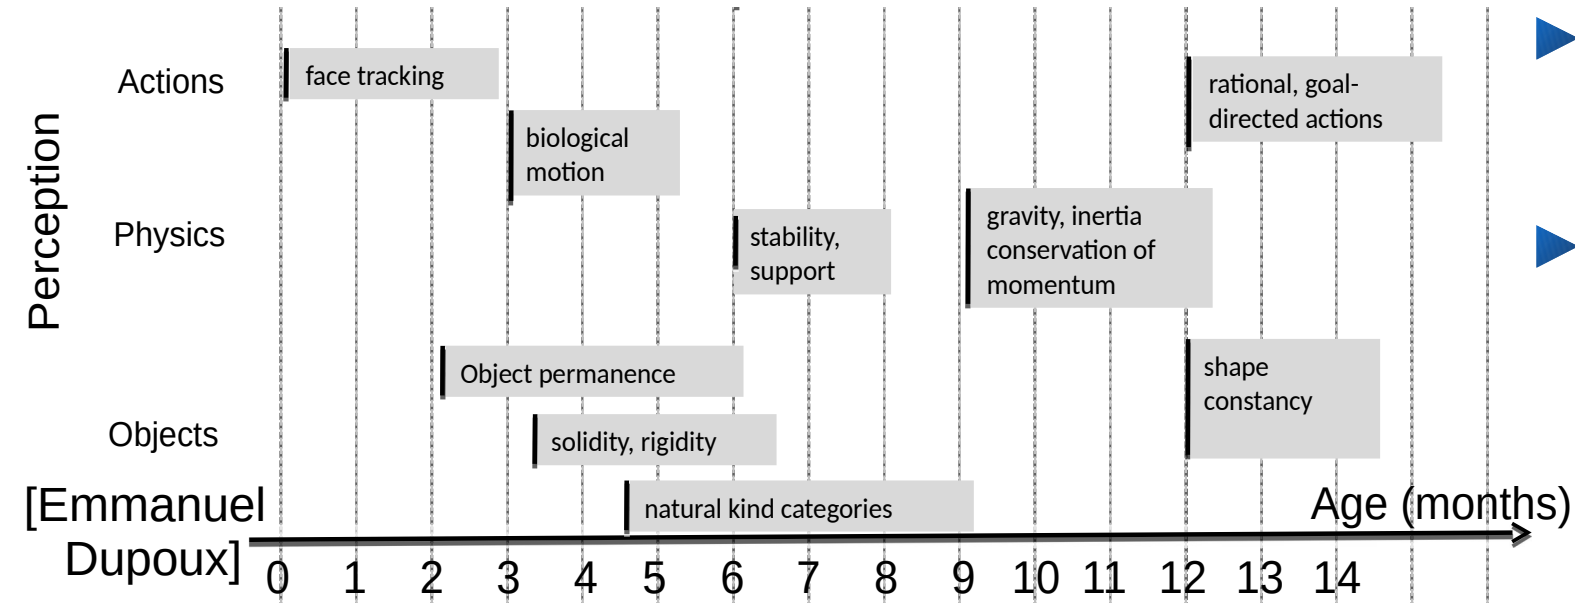 Perception
Actions
face tracking
biological
motion
rational, goal-
directed actions
Physics
stability,
support
gravity, inertia
conservation of
momentum
Objects
Object permanence
solidity, rigidity
natural kind categories
shape
constancy
[Emmanuel
Dupoux]
Age (months)
0 1 2 3 4 5 6 7 8 9 10 11 12 13 14